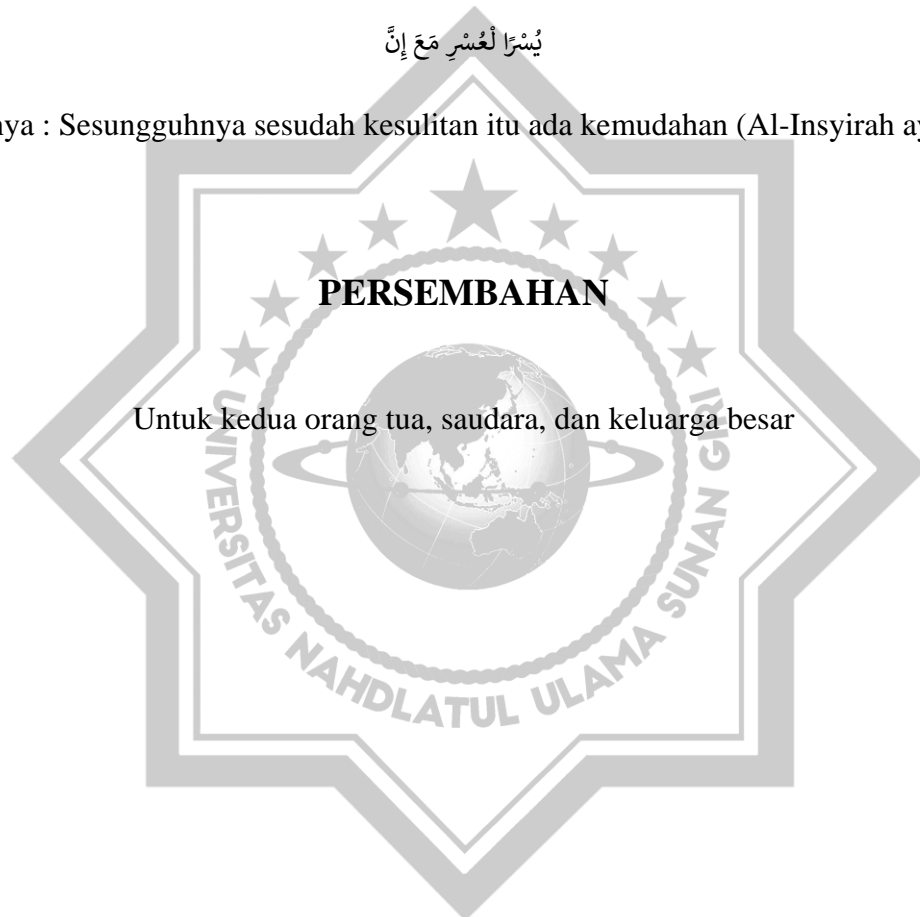 إِنَّ مَعَ لْعُسْرِ يُسْرًا
nya : Sesungguhnya sesudah kesulitan itu ada kemudahan (Al-Insyirah ay
PERSEMBAHAN
Untuk kedua orang tua, saudara, dan keluarga besar
UNIVERSITAS NAHDLATUL ULAMA SUNAN GIRI